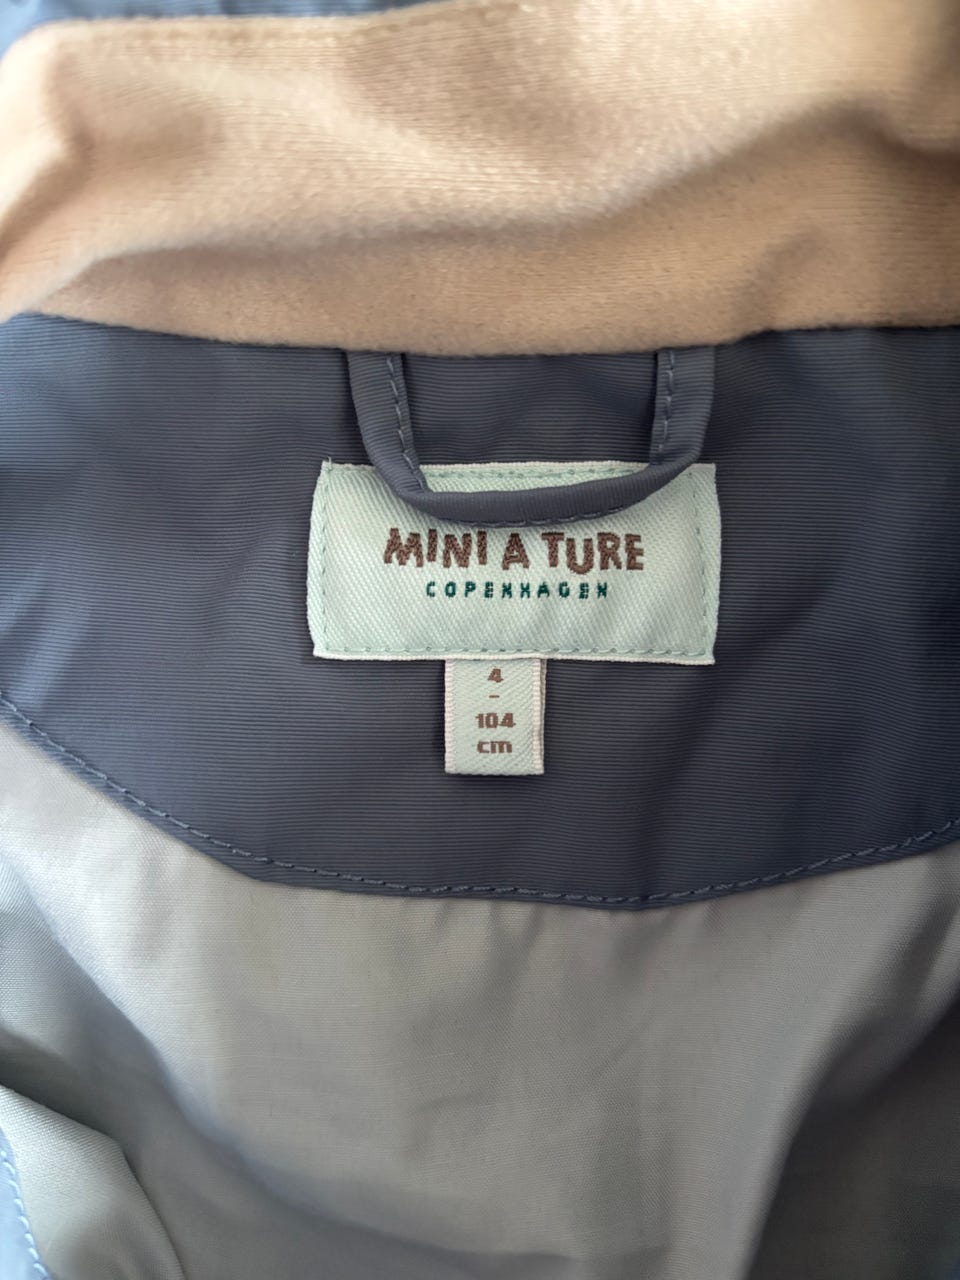 MINI A TURE
COPENHAGEN
4
-
104
cm